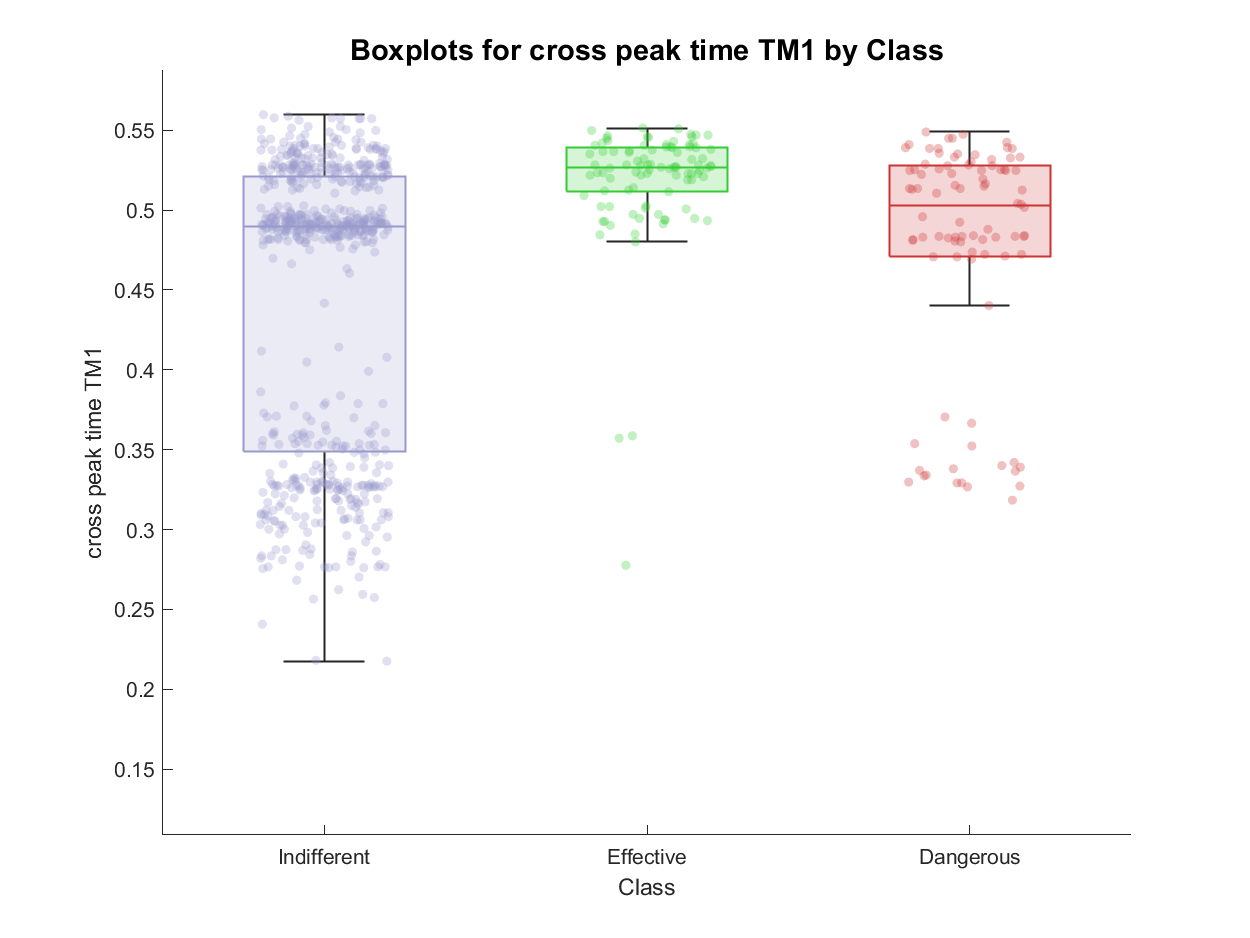 Boxplots for cross peak time TM1 by Class
cross peak time TM1
0.55
0.5
0.45
0.4
0.35
0.3
0.25
0.2
0.15
Indifferent
Effective
Dangerous
Class